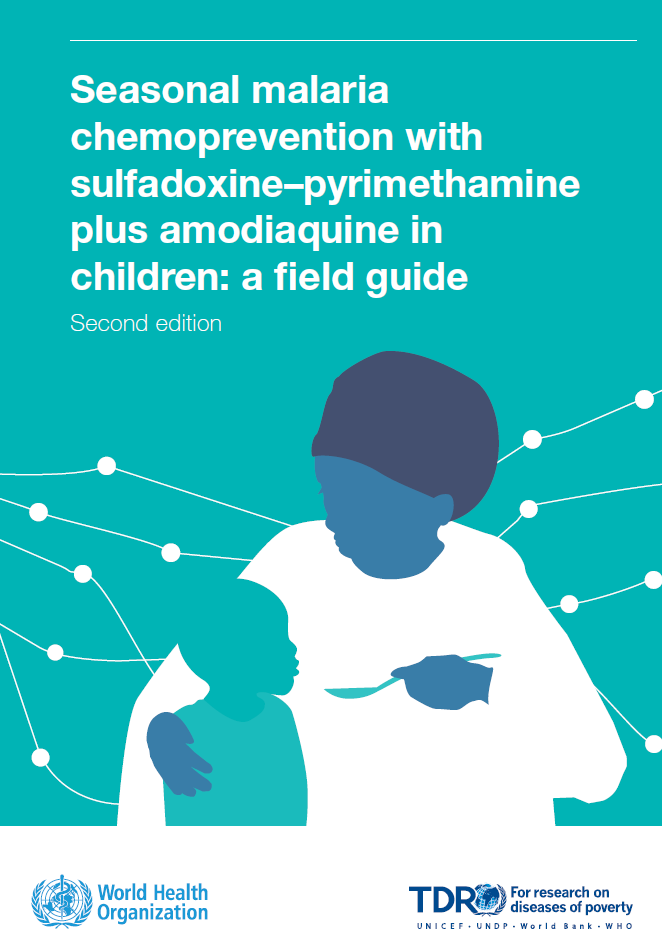 Seasonal malaria
chemoprevention with
sulfadoxine–pyrimethamine
plus amodiaquine in
children: a field guide
Second edition
World Health
Organization
TDR For research on
diseases of poverty
UNICEF · UNDP · World Bank · WHO